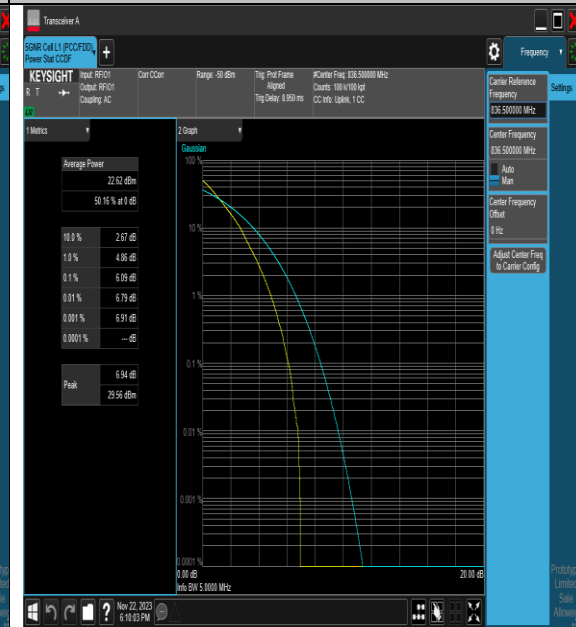 Transceiver A
5GNR Cell L1 (PCC/FDD)
Power Stat CCDF
+
Frequency
KEYSIGHT
R T
Input: RFIO1
Output: RFIO1
Coupling: AC
Corr CCorr
Range: -50 dBm
Trig: Prot Frame
Aligned
Trig Delay: 8.950 ms
#Center Freq: 836.500000 MHz
Counts: 100 k/100 kpt
CC Info: Uplink, 1 CC
Settings
Carrier Reference
Frequency
836.500000 MHz
Center Frequency
836.500000 MHz
Auto
Man
Center Frequency
Offset
0 Hz
Adjust Center Freq
to Carrier Config
1 Metrics
Average Power
22.62 dBm
50.16 % at 0 dB
10.0 % 2.67 dB
1.0 % 4.86 dB
0.1 % 6.09 dB
0.01 % 6.79 dB
0.001 % 6.91 dB
0.0001 % --- dB
Peak
6.94 dB
29.56 dBm
2 Graph
Gaussian
100 %
10 %
1 %
0.1 %
0.01 %
0.001 %
0.0001 %
0.00 dB
20.00 dB
Info BW 5.0000 MHz
?
Nov 22, 2023
6:10:03 PM